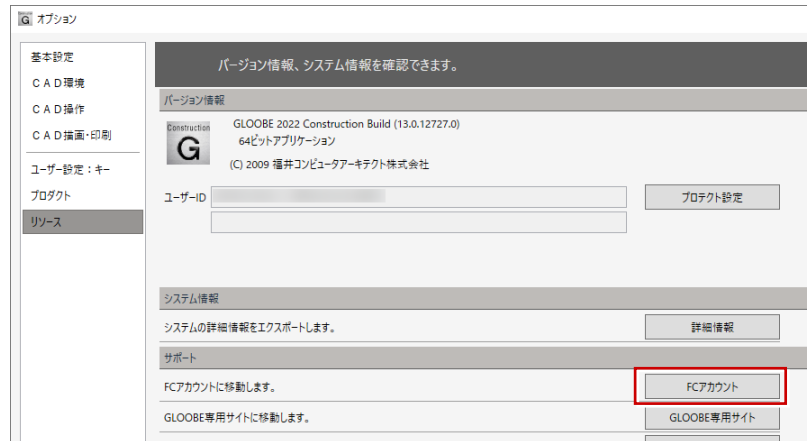 G オプション
基本設定
ＣＡＤ環境
ＣＡＤ操作
ＣＡＤ描画・印刷
ユーザー設定：キー
プロダクト
リソース
バージョン情報、システム情報を確認できます。
バージョン情報
Construction
G
GLOOBE 2022 Construction Build (13.0.12727.0)
64ビットアプリケーション
(C) 2009 福井コンピュータアーキテクト株式会社
ユーザーID
プロテクト設定
システム情報
システムの詳細情報をエクスポートします。 詳細情報
サポート
FCアカウントに移動します。 FCアカウント
GLOOBE専用サイトに移動します。 GLOOBE専用サイト